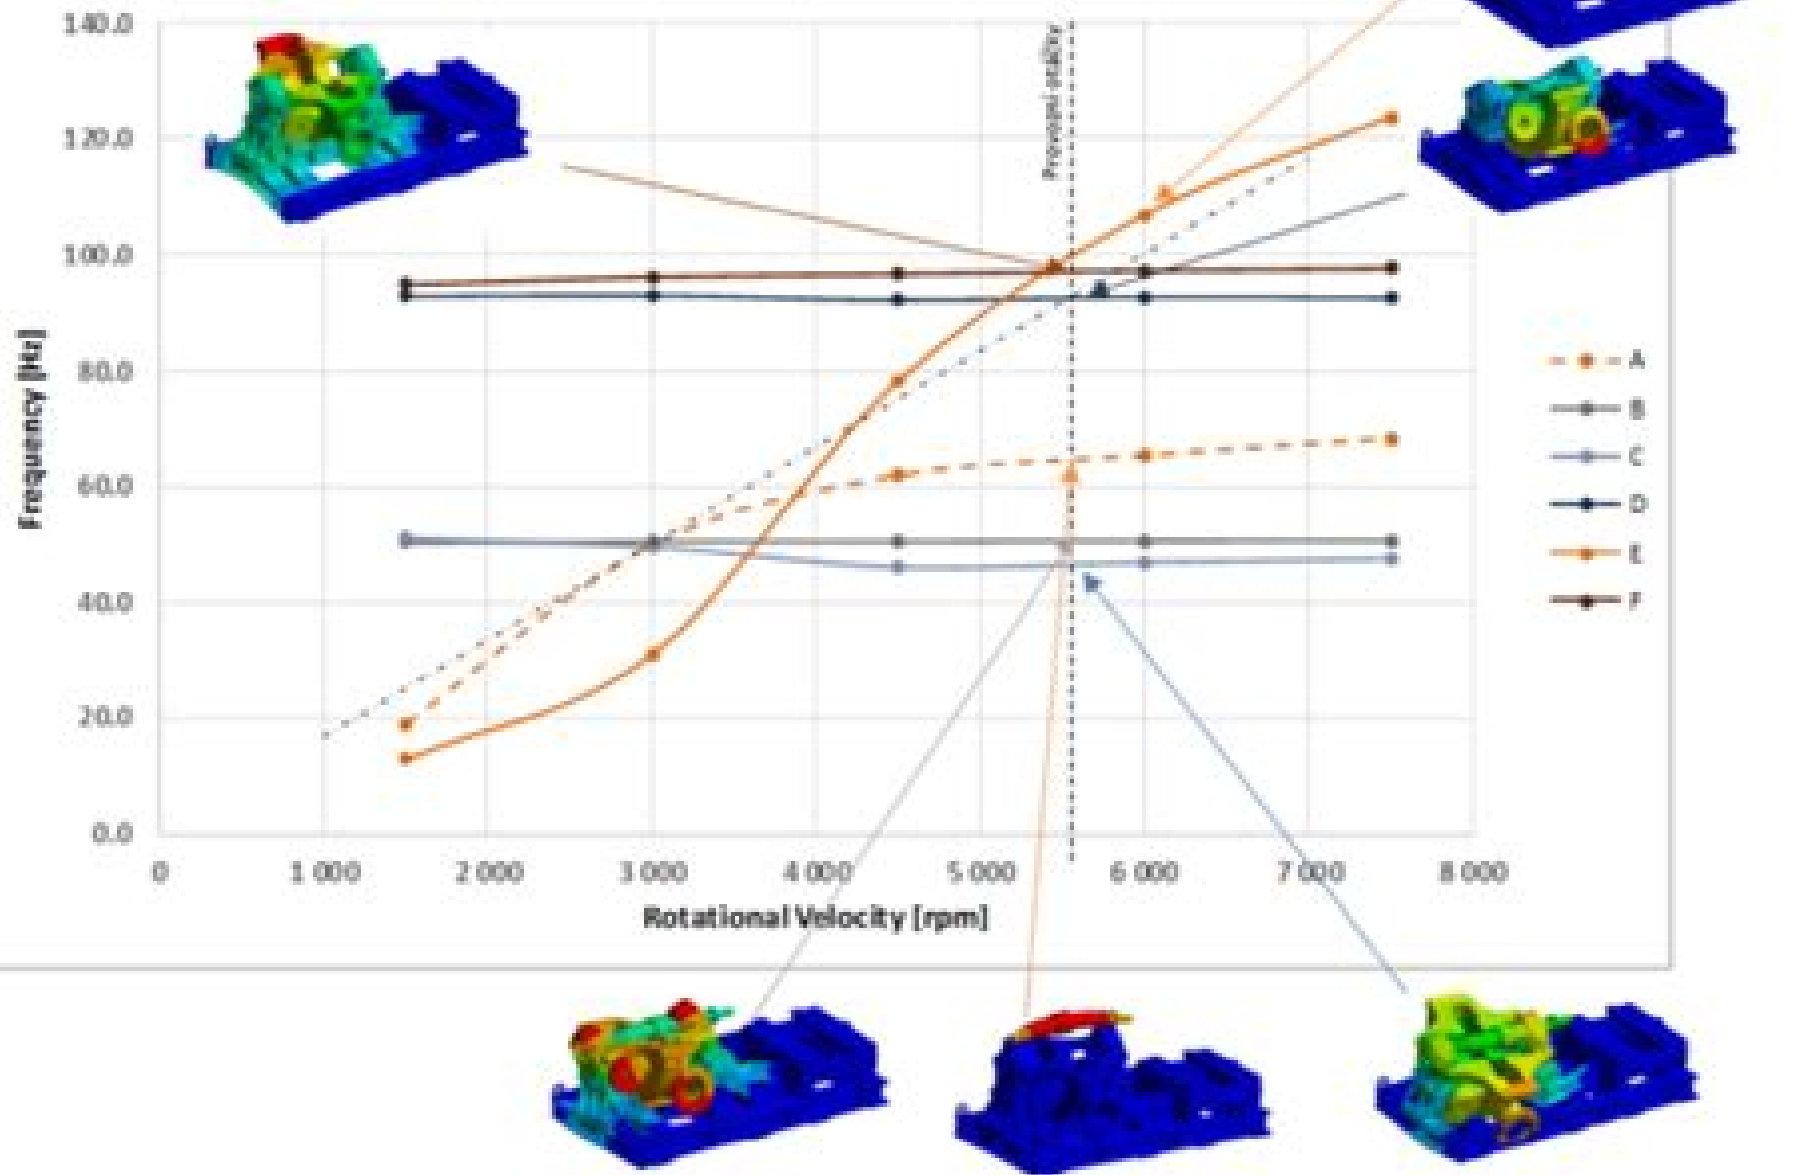 140.0
120.0
100.0
80.0
60.0
40.0
20.0
0.0
Frequency [Hz]
Provozní otáčky
0
1 000
2 000
3 000
4 000
5 000
6 000
7 000
8 000
Rotational Velocity [rpm]
A
B
C
D
E
F